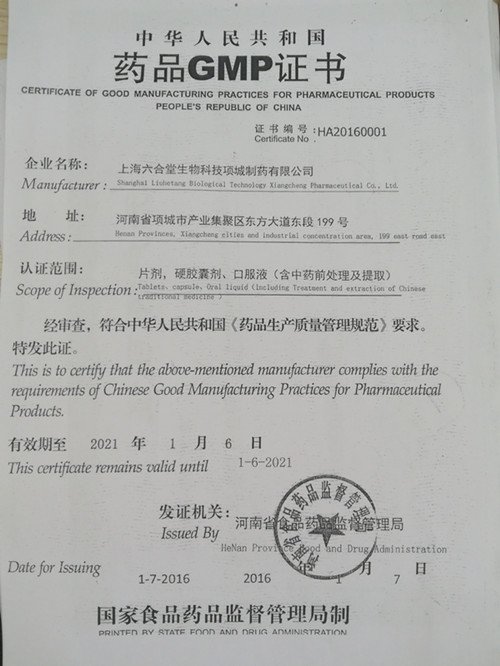 中华人民共和国
药品GMP证书
CERTIFICATE OF GOOD MANUFACTURING PRACTICES FOR PHARMACEUTICAL PRODUCTS
PEOPLE'S REPUBLIC OF CHINA
证书编号:HA20160001
Certificate No.
企业名称: 上海六合堂生物科技项城制药有限公司
Manufacturer: Shanghai Liuhetang Biological Technology Xiangcheng Pharmaceutical Co., Ltd.
地 址: 河南省项城市产业集聚区东方大道东段 199 号
Address: Henan Provinces, Xiangcheng cities and industrial concentration area, 199 east road east
认证范围: 片剂，硬胶囊剂、口服液（含中药前处理及提取）
Scope of Inspection: Tablets、capsule、Oral liquid (including Treatment and extraction of Chinese
traditional medicine )
经审查，符合中华人民共和国《药品生产质量管理规范》要求。
特发此证。
This is to certify that the above-mentioned manufacturer complies with the
requirements of Chinese Good Manufacturing Practices for Pharmaceutical
Products.
有效期至 2021 年 1 月 6 日
This certificate remains valid until 1-6-2021
发证机关: 河南省食品药品监督管理局
Issued By HeNan Province Food and Drug Administration
河南省食品药品监督管理局
Date for Issuing 1-7-2016 2016 1 月 7 日
国家食品药品监督管理局制
PRINTED BY STATE FOOD AND DRUG ADMINISTRATION